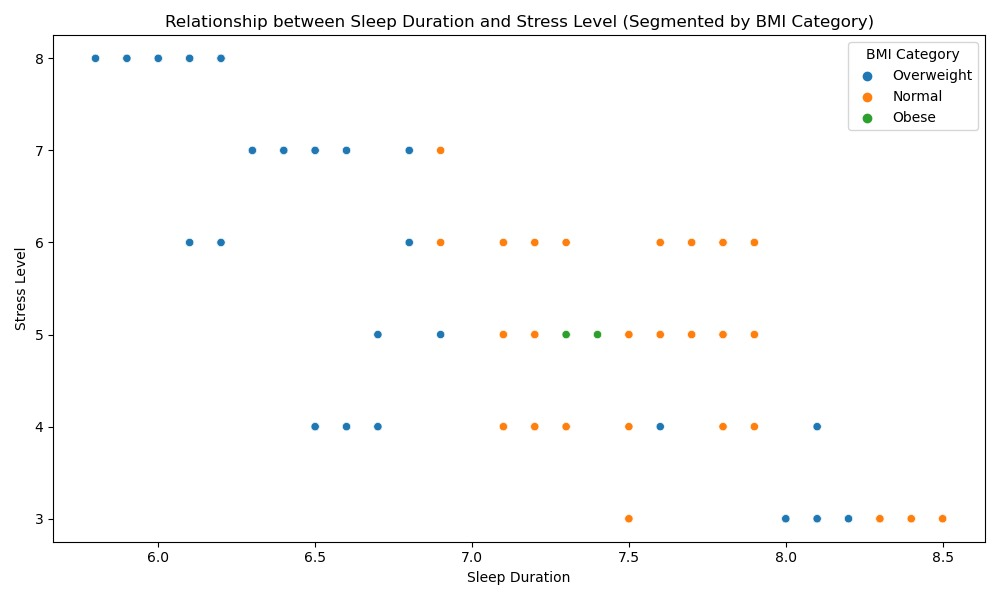 Relationship between Sleep Duration and Stress Level (Segmented by BMI Category)
BMI Category
Overweight
Normal
Obese
Stress Level
8
7
6
5
4
3
6.0 6.5 7.0 7.5 8.0 8.5
Sleep Duration